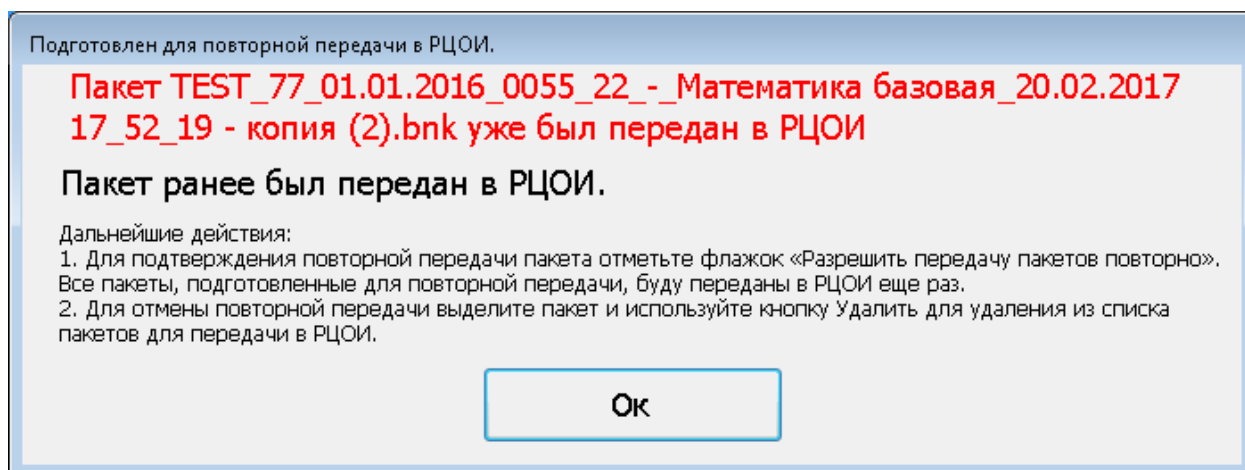 Подготовлен для повторной передачи в РЦОИ.
Пакет TEST_77_01.01.2016_0055_22_-_Математика базовая_20.02.2017
17_52_19 - копия (2).bnk уже был передан в РЦОИ
Пакет ранее был передан в РЦОИ.
Дальнейшие действия:
1. Для подтверждения повторной передачи пакета отметьте флажок «Разрешить передачу пакетов повторно».
Все пакеты, подготовленные для повторной передачи, буду переданы в РЦОИ еще раз.
2. Для отмены повторной передачи выделите пакет и используйте кнопку Удалить для удаления из списка
пакетов для передачи в РЦОИ.
Ок